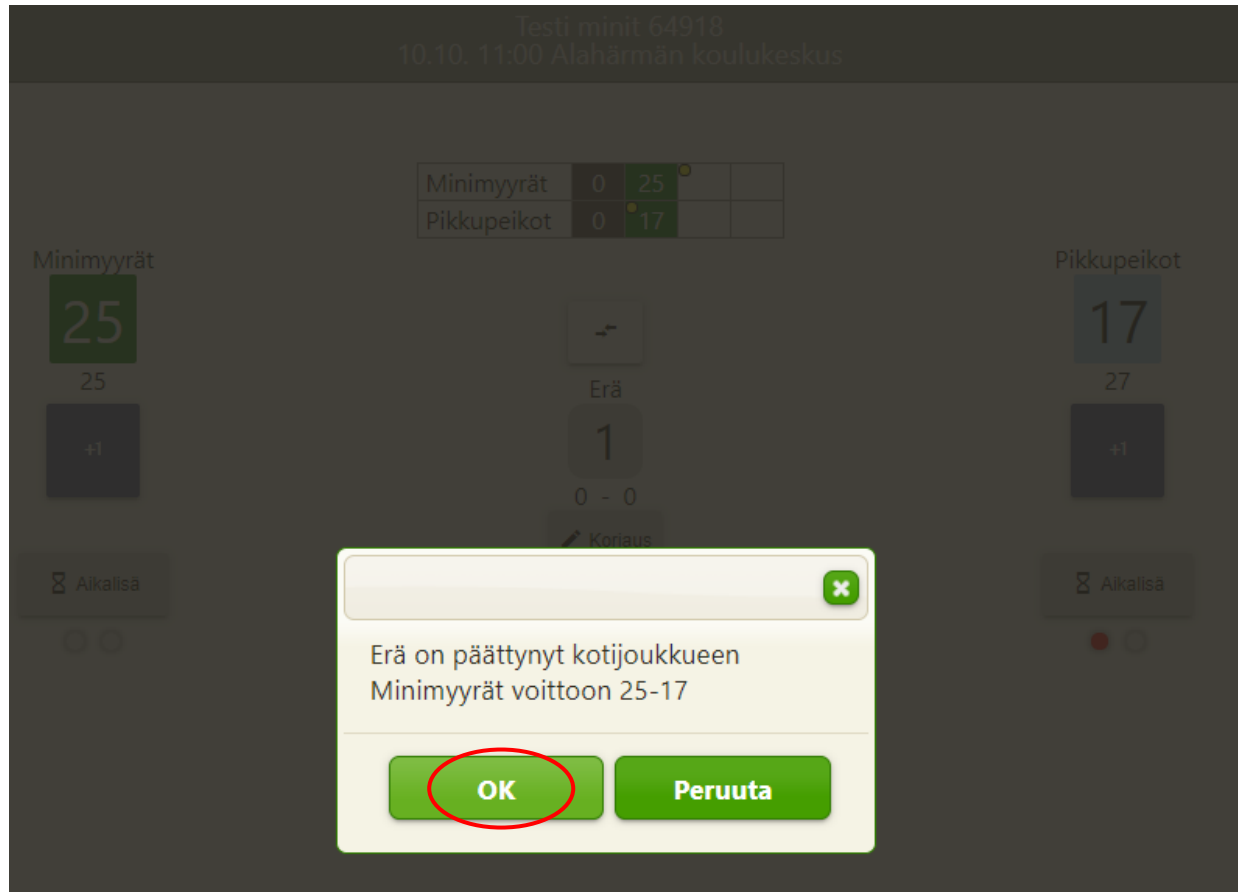 Testi minit 64918
10.10. 11:00 Alahärmän koulukeskus
Minimyyrät 0 25
Pikkupeikot 0 17
Minimyyrät
Pikkupeikot
25
17
25
Erä
27
+1
1
+1
0 - 0
Korjaus
Aikalisä
Aikalisä
Erä on päättynyt kotijoukkueen
Minimyyrät voittoon 25-17
OK
Peruuta